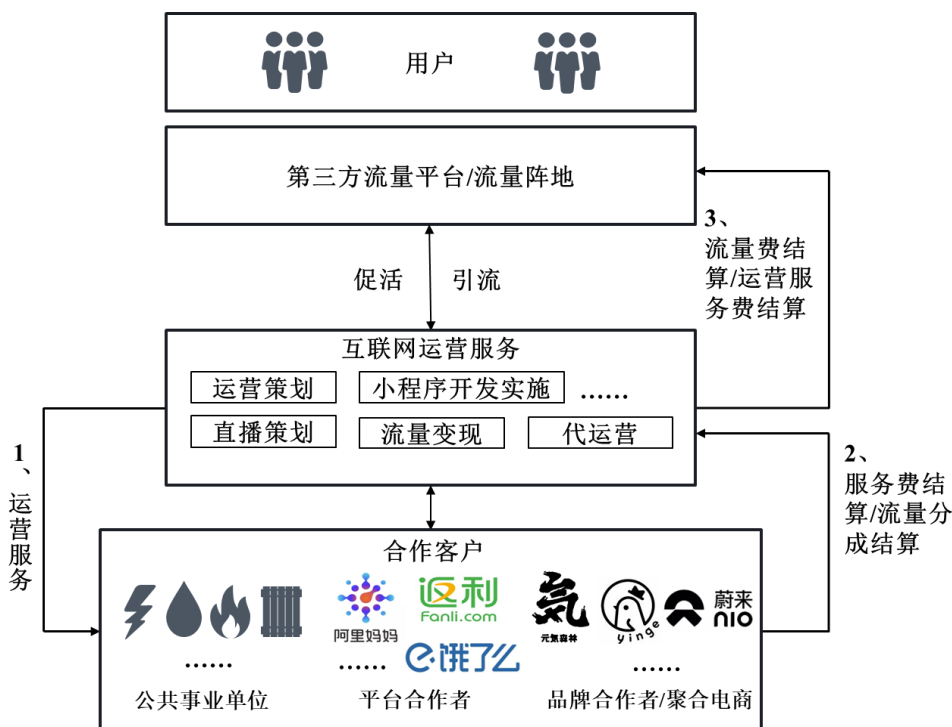 用户
第三方流量平台/流量阵地
3、
流量费结
算/运营服
务费结算
促活 引流
互联网运营服务
运营策划 小程序开发实施 ……
直播策划 流量变现 代运营
1、
运营服务
2、
服务费结
算/流量分
成结算
合作客户
阿里妈妈
返利
Fanli.com
饿了么
気
元気森林
yinge
蔚来
NIO
…… …… ……
公共事业单位 平台合作者 品牌合作者/聚合电商